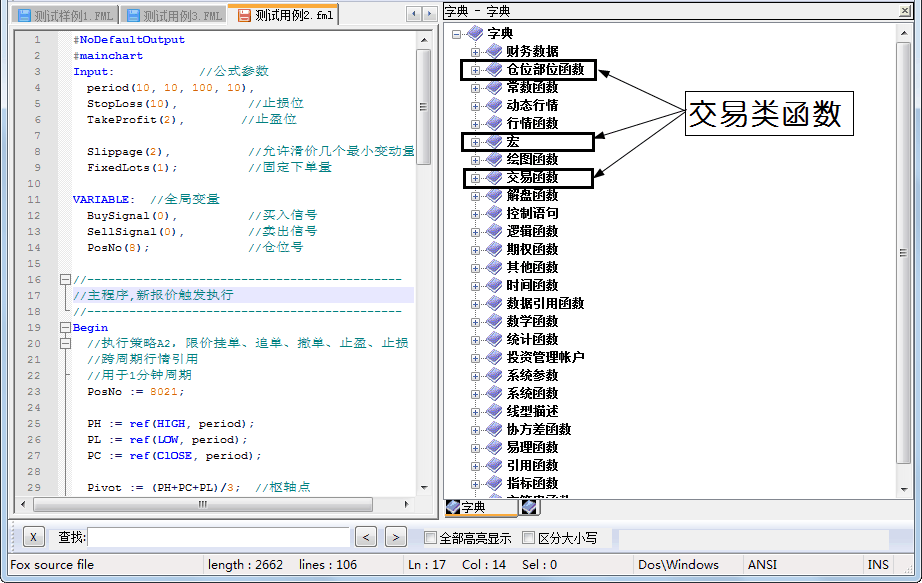 测试样例1.FML
测试用例3.FML
测试用例2.fml
字典 - 字典
1 #NoDefaultOutput
2 #mainchart
3 Input: //公式参数
4 period(10, 10, 100, 10),
5 StopLoss(10), //止损位
6 TakeProfit(2), //止盈位
7
8 Slippage(2), //允许滑价几个最小变动量
9 FixedLots(1); //固定下单量
10
11 VARIABLE: //全局变量
12 BuySignal(0), //买入信号
13 SellSignal(0), //卖出信号
14 PosNo(8); //仓位号
15
16 //---------------------------------------------
17 //主程序,新报价触发执行
18 //---------------------------------------------
19 Begin
20 //执行策略A2。限价挂单、追单、撤单、止盈、止损
21 //跨周期行情引用
22 //用于1分钟周期
23 PosNo := 8021;
24
25 PH := ref(HIGH, period);
26 PL := ref(LOW, period);
27 PC := ref(ClOSE, period);
28
29 Pivot := (PH+PC+PL)/3; //枢轴点
字典
财务数据
仓位部位函数
常数函数
动态行情
行情函数
宏
绘图函数
交易函数
解盘函数
控制语句
逻辑函数
期权函数
其他函数
时间函数
数据引用函数
数学函数
统计函数
投资管理帐户
系统参数
系统函数
线型描述
协方差函数
易理函数
引用函数
指标函数
交易类函数
字典
X 查找: < > 全部高亮显示 区分大小写
Fox source file length : 2662 lines : 106 Ln : 17 Col : 14 Sel : 0 Dos\Windows ANSI INS